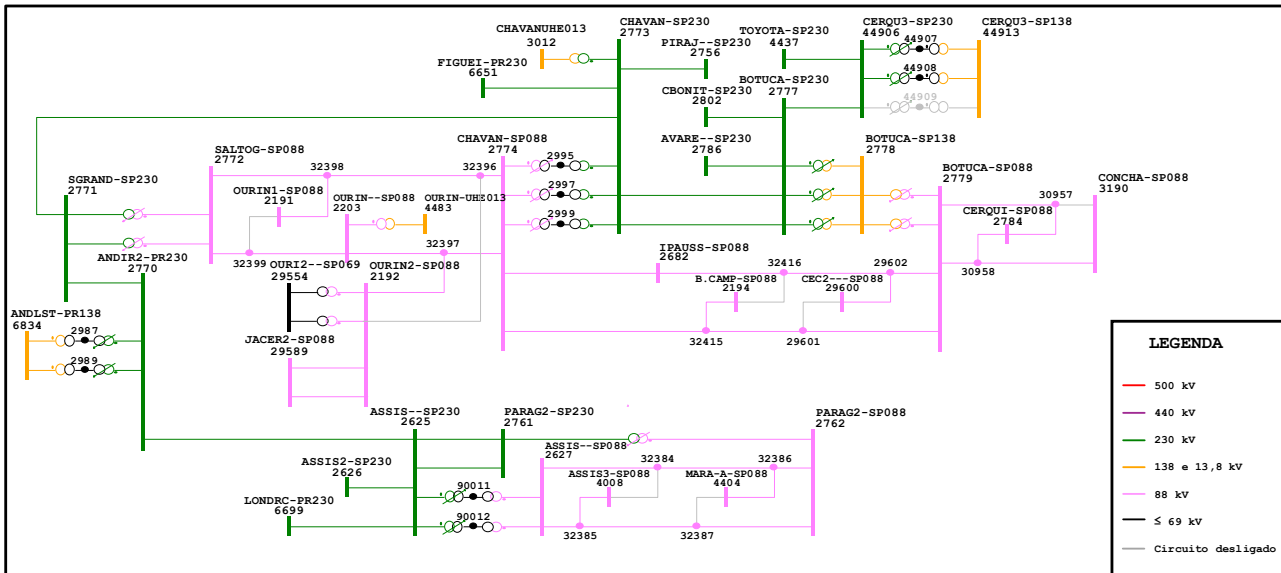 CHAVANUHE013
3012
CHAVAN-SP230
2773
TOYOTA-SP230
4437
CERQU3-SP230
44906
CERQU3-SP138
44913
PIRAJ--SP230
2756
FIGUEI-PR230
6651
44907
44908
44909
CBONIT-SP230
2802
BOTUCA-SP230
2777
AVARE--SP230
2786
BOTUCA-SP138
2778
SALTOG-SP088
2772
32398
32396
CHAVAN-SP088
2774
2995
2997
2999
BOTUCA-SP088
2779
CONCHA-SP088
3190
30957
CERQUI-SP088
2784
30958
SGRAND-SP230
2771
OURIN1-SP088
2191
OURIN--SP088
2203
OURIN-UHE013
4483
32399
32397
ANDIR2-PR230
2770
OURI2--SP069
29554
OURIN2-SP088
2192
IPAUSS-SP088
2682
32416
29602
B.CAMP-SP088
2194
CEC2---SP088
29600
32415
29601
ANDLST-PR138
6834
2987
2989
JACER2-SP088
29589
ASSIS--SP230
2625
PARAG2-SP230
2761
PARAG2-SP088
2762
ASSIS--SP088
2627
32384
32386
ASSIS2-SP230
2626
ASSIS3-SP088
4008
MARA-A-SP088
4404
LONDRC-PR230
6699
90011
90012
32385
32387
LEGENDA
500 kV
440 kV
230 kV
138 e 13,8 kV
88 kV
≤ 69 kV
Circuito desligado